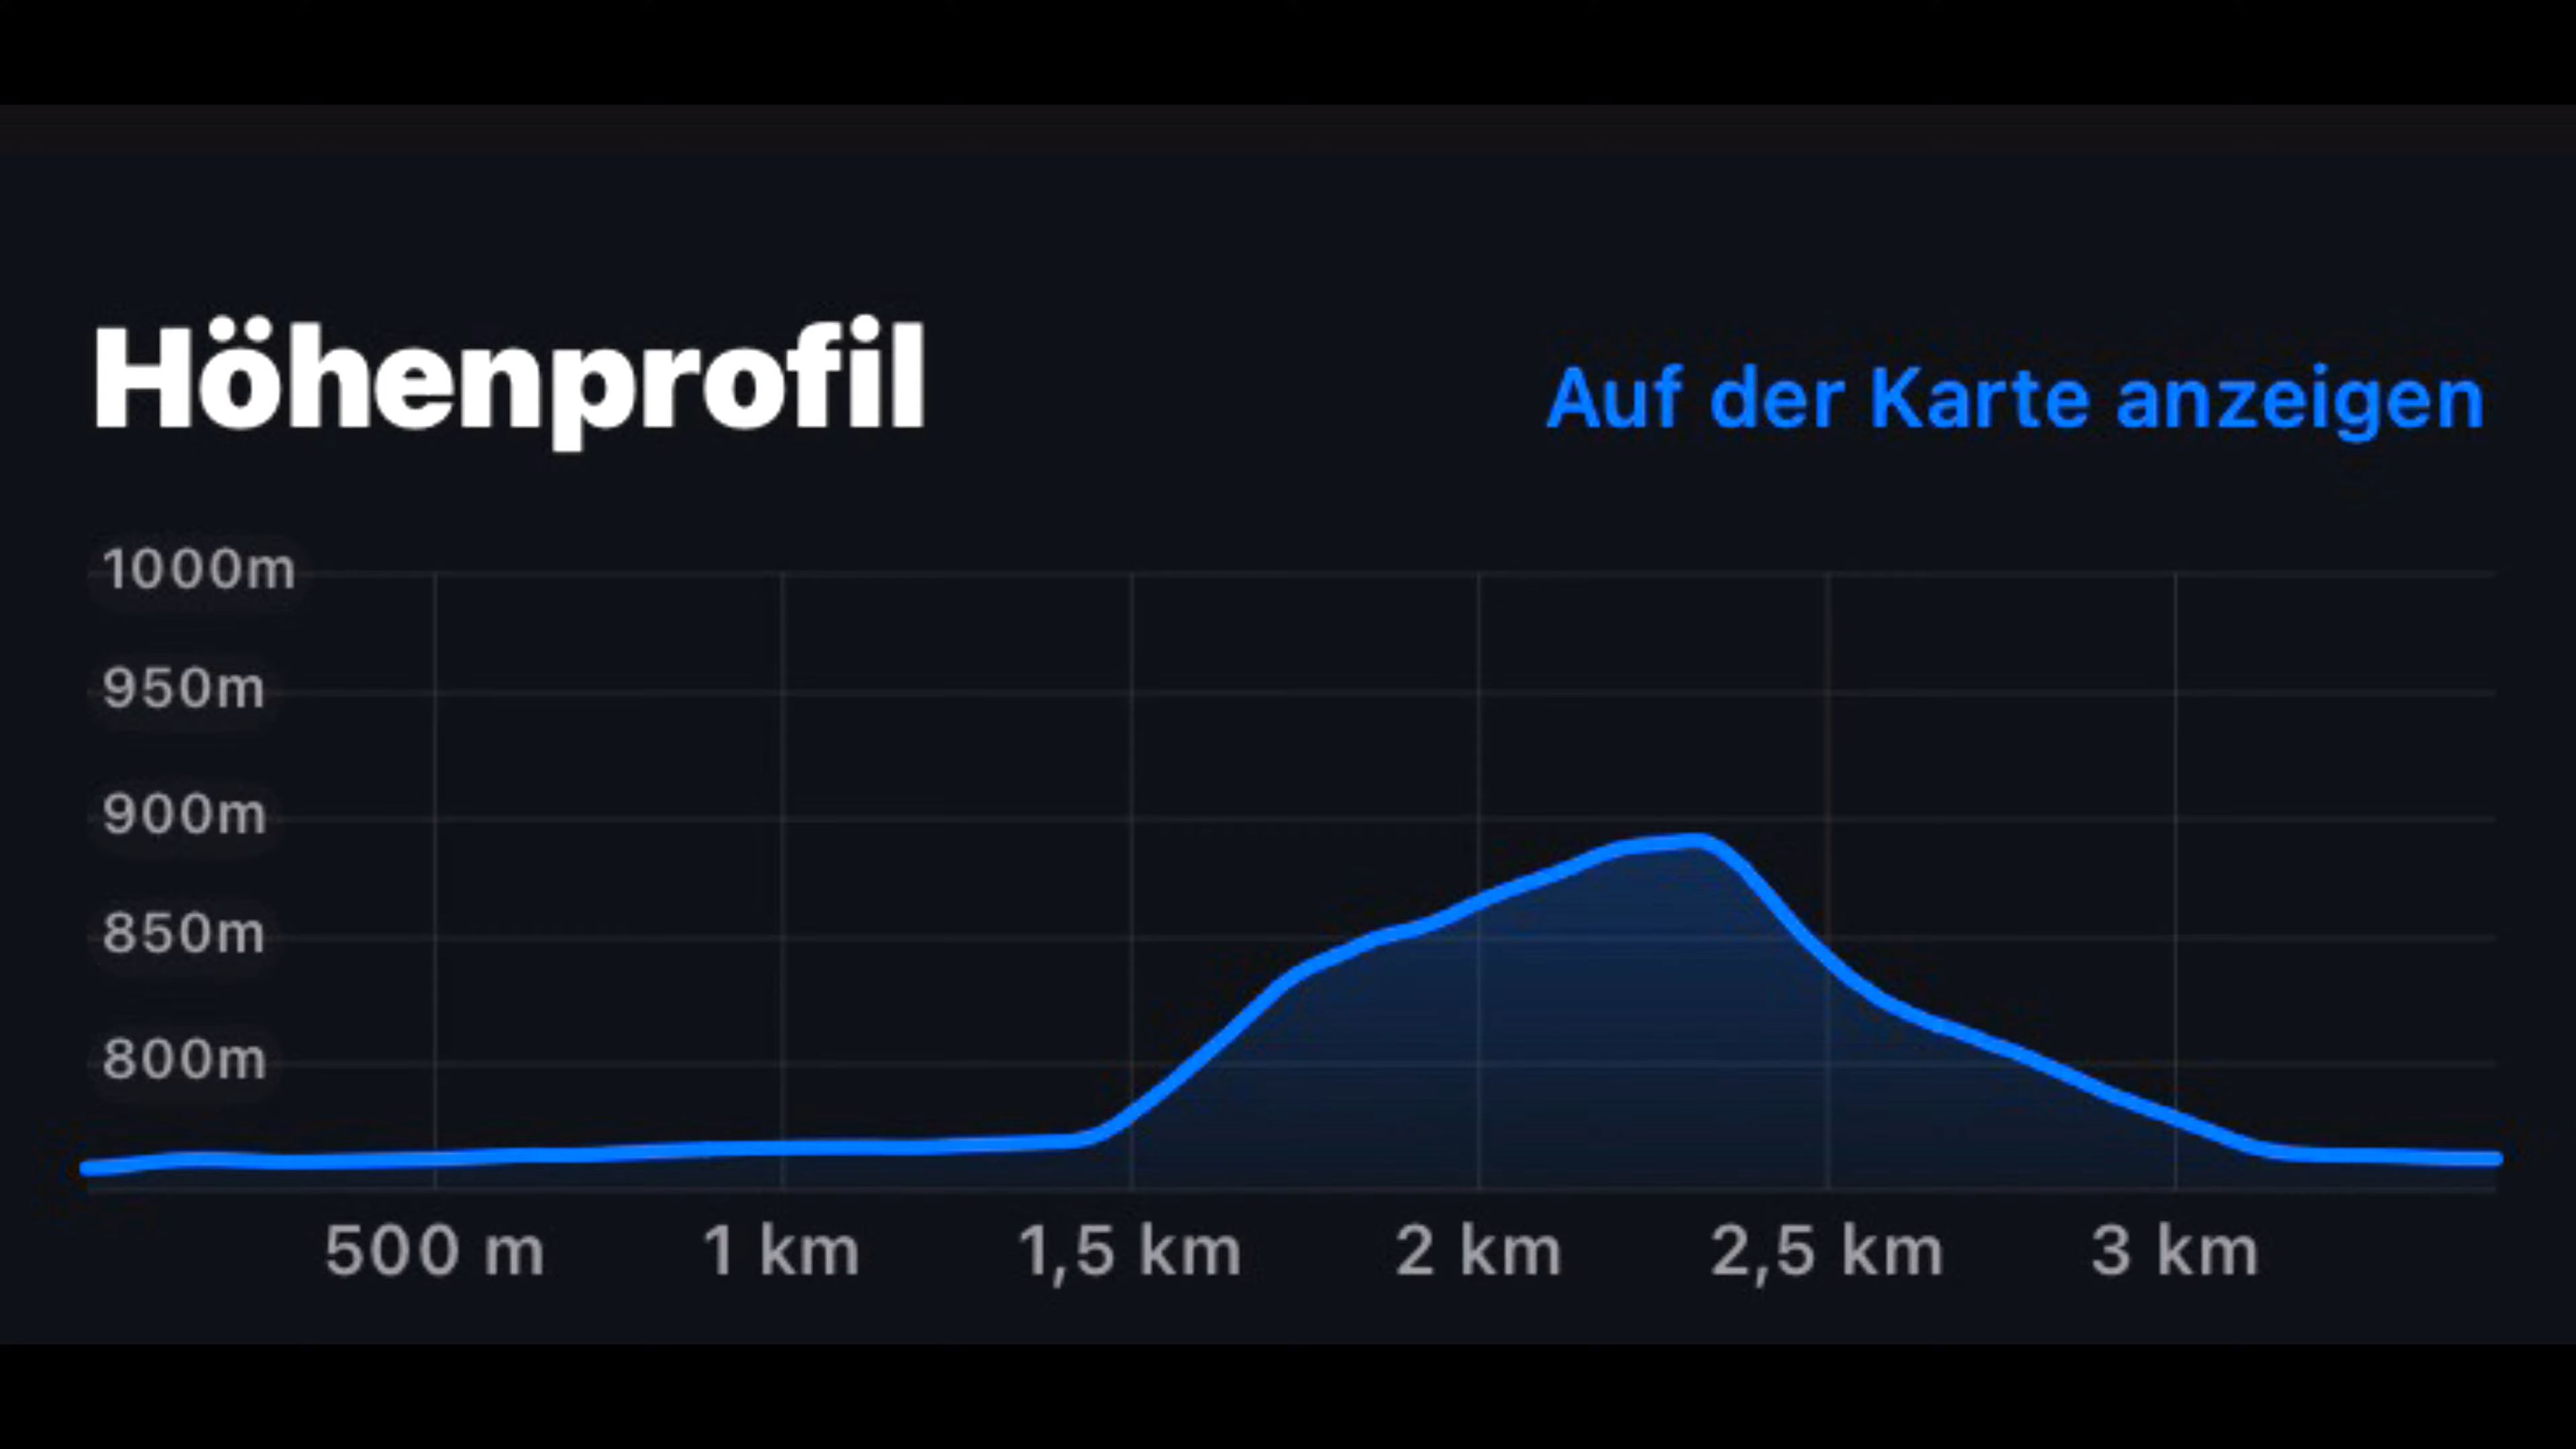 Höhenprofil
Auf der Karte anzeigen
1000m
950m
900m
850m
800m
500 m 1 km 1,5 km 2 km 2,5 km 3 km